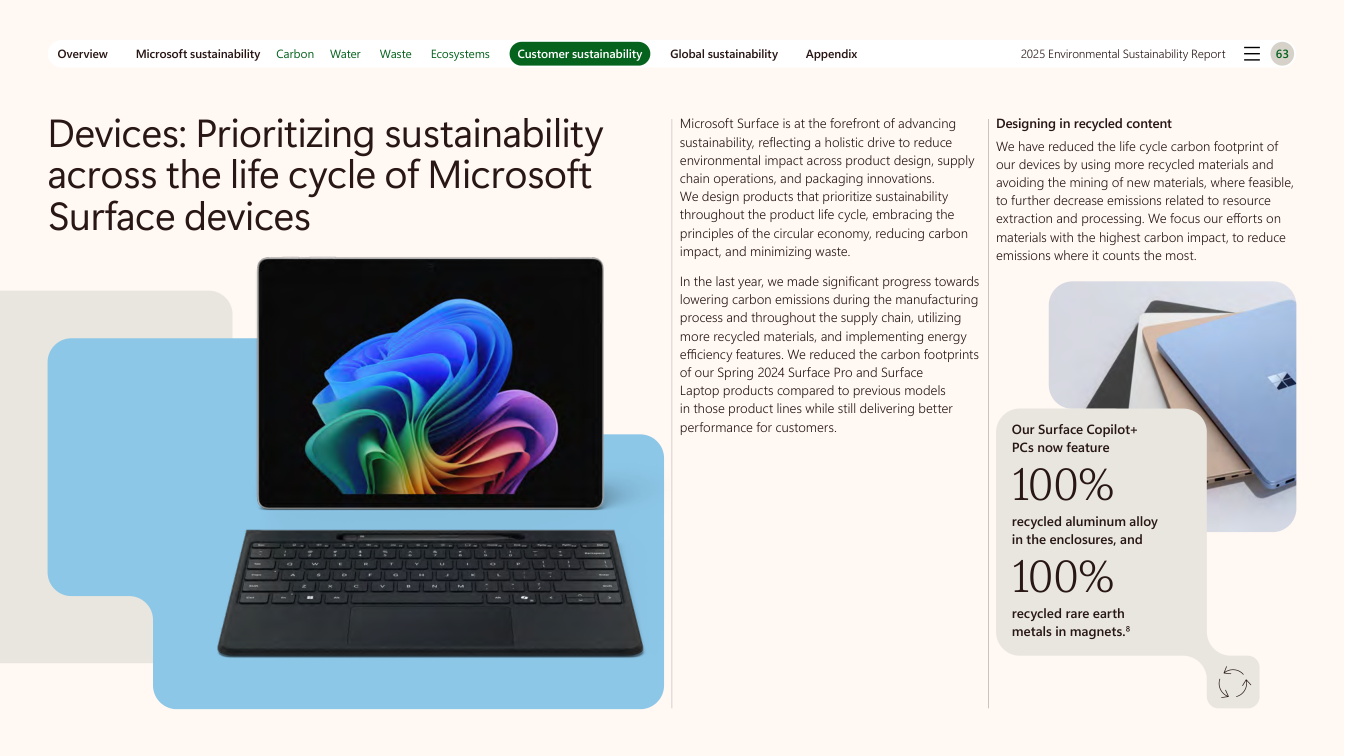 Overview Microsoft sustainability Carbon Water Waste Ecosystems Customer sustainability Global sustainability Appendix 2025 Environmental Sustainability Report 63
Devices: Prioritizing sustainability
across the life cycle of Microsoft
Surface devices
Microsoft Surface is at the forefront of advancing
sustainability, reflecting a holistic drive to reduce
environmental impact across product design, supply
chain operations, and packaging innovations.
We design products that prioritize sustainability
throughout the product life cycle, embracing the
principles of the circular economy, reducing carbon
impact, and minimizing waste.
In the last year, we made significant progress towards
lowering carbon emissions during the manufacturing
process and throughout the supply chain, utilizing
more recycled materials, and implementing energy
efficiency features. We reduced the carbon footprints
of our Spring 2024 Surface Pro and Surface
Laptop products compared to previous models
in those product lines while still delivering better
performance for customers.
Designing in recycled content
We have reduced the life cycle carbon footprint of
our devices by using more recycled materials and
avoiding the mining of new materials, where feasible,
to further decrease emissions related to resource
extraction and processing. We focus our efforts on
materials with the highest carbon impact, to reduce
emissions where it counts the most.
Our Surface Copilot+
PCs now feature
100%
recycled aluminum alloy
in the enclosures, and
100%
recycled rare earth
metals in magnets.⁸